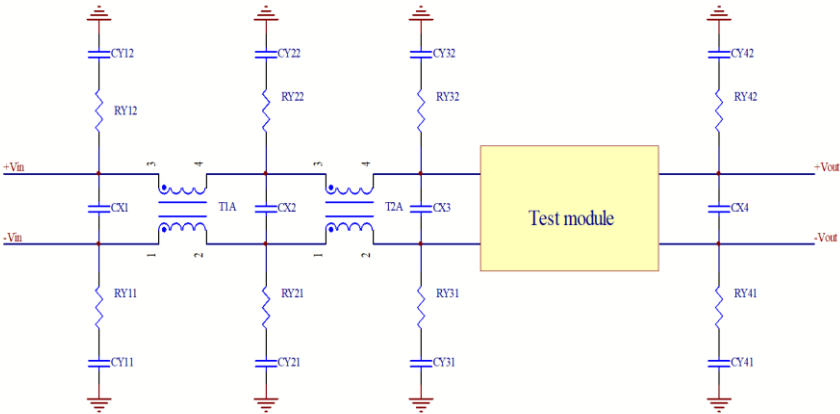 CY12 CY22 CY32 CY42
RY12 RY22 RY32 RY42
+Vin 3 4 3 4 +Vout
CX1 T1A CX2 T2A CX3 Test module CX4
-Vin 1 2 1 2 -Vout
RY11 RY21 RY31 RY41
CY11 CY21 CY31 CY41